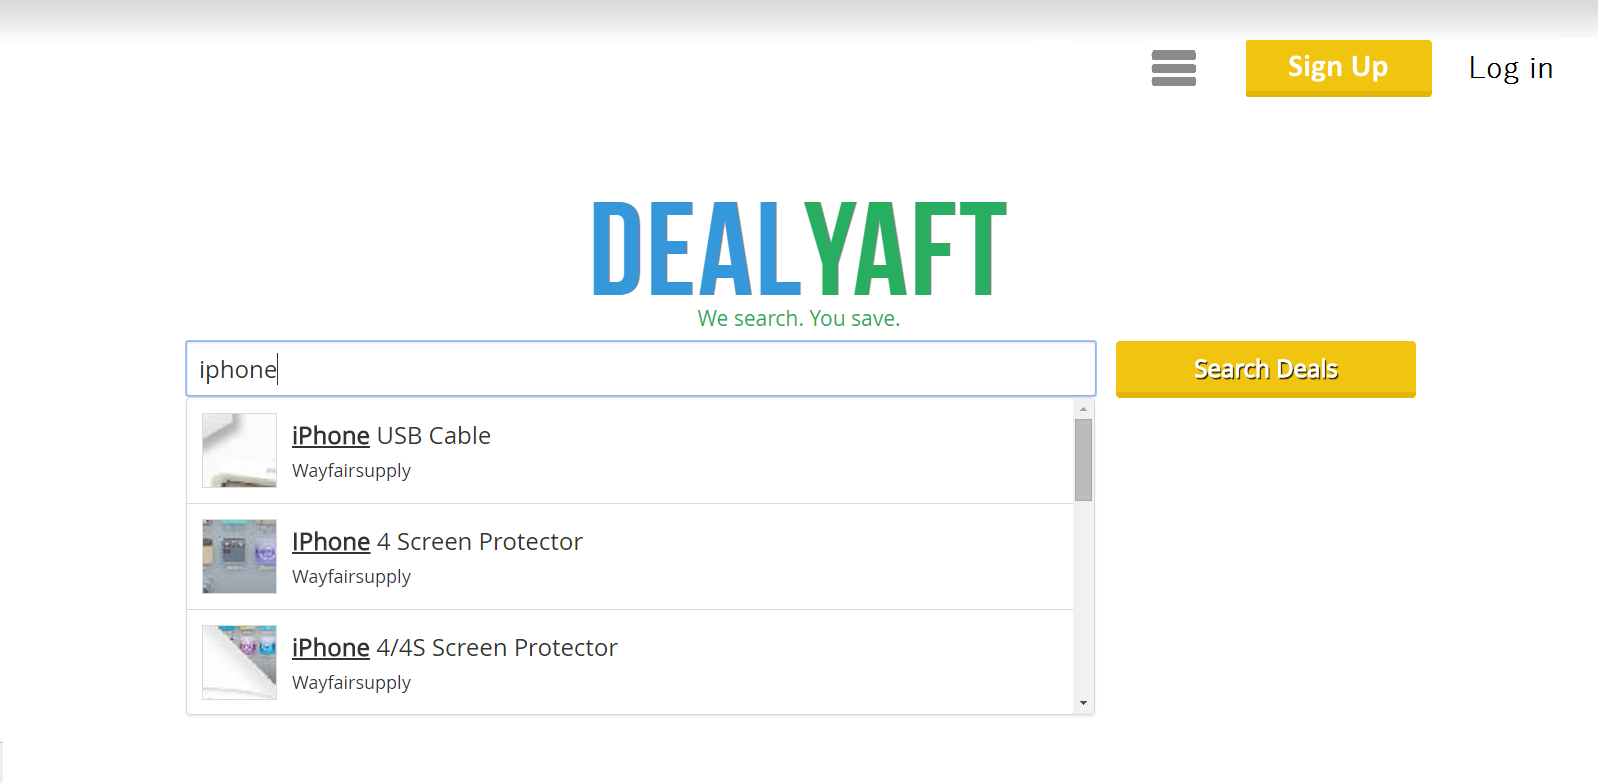 Sign Up
Log in
DEALYAFT
We search. You save.
iphone
Search Deals
iPhone USB Cable
Wayfairsupply
IPhone 4 Screen Protector
Wayfairsupply
iPhone 4/4S Screen Protector
Wayfairsupply